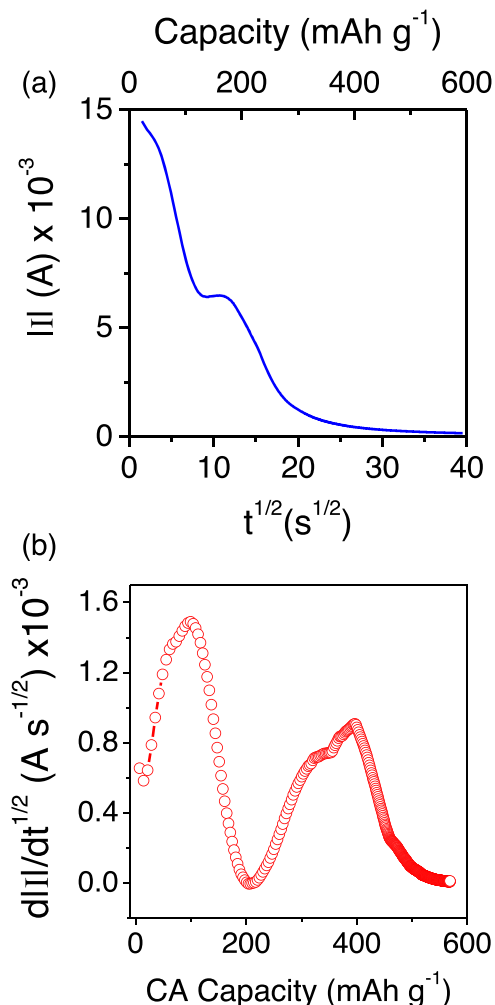 Capacity (mAh g⁻¹)
(a)
0 200 400 600
15
10
5
0
|I| (A) x 10⁻³
0 10 20 30 40
t^1/2(s^1/2)
(b)
1.6
1.2
0.8
0.4
0.0
d|I|/dt^1/2 (A s^-1/2) x10⁻³
0 200 400 600
CA Capacity (mAh g⁻¹)